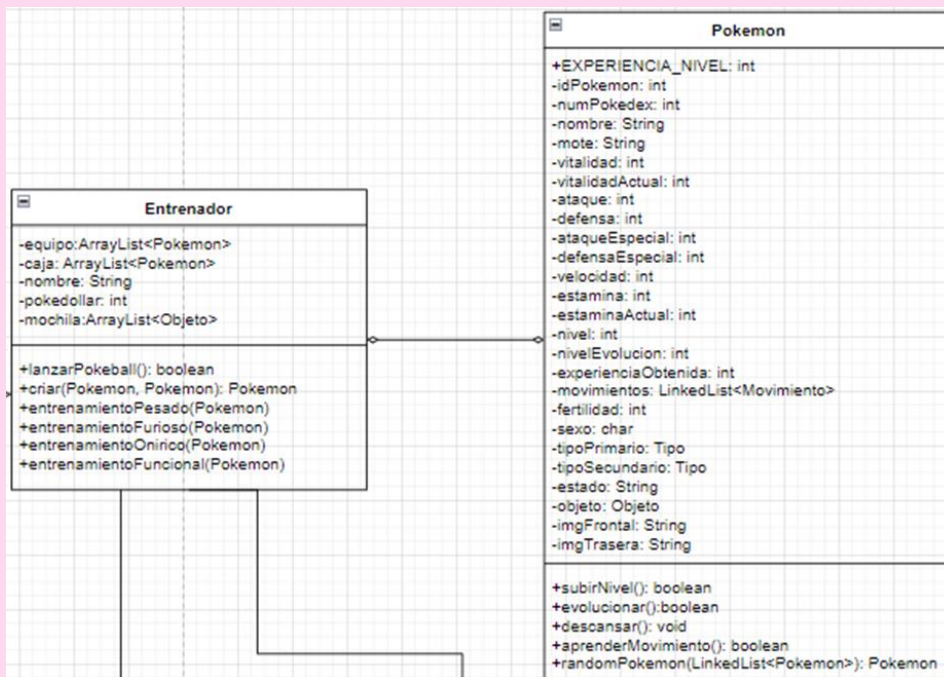 Entrenador
-equipo:ArrayList<Pokemon>
-caja: ArrayList<Pokemon>
-nombre: String
-pokedollar: int
-mochila:ArrayList<Objeto>
+lanzarPokeball(): boolean
+criar(Pokemon, Pokemon): Pokemon
+entrenamientoPesado(Pokemon)
+entrenamientoFurioso(Pokemon)
+entrenamientoOnirico(Pokemon)
+entrenamientoFuncional(Pokemon)
Pokemon
+EXPERIENCIA_NIVEL: int
-idPokemon: int
-numPokedex: int
-nombre: String
-mote: String
-vitalidad: int
-vitalidadActual: int
-ataque: int
-defensa: int
-ataqueEspecial: int
-defensaEspecial: int
-velocidad: int
-estamina: int
-estaminaActual: int
-nivel: int
-nivelEvolucion: int
-experienciaObtenida: int
-movimientos: LinkedList<Movimiento>
-fertilidad: int
-sexo: char
-tipoPrimario: Tipo
-tipoSecundario: Tipo
-estado: String
-objeto: Objeto
-imgFrontal: String
-imgTrasera: String
+subirNivel(): boolean
+evolucionar():boolean
+descansar(): void
+aprenderMovimiento(): boolean
+randomPokemon(LinkedList<Pokemon>): Pokemon